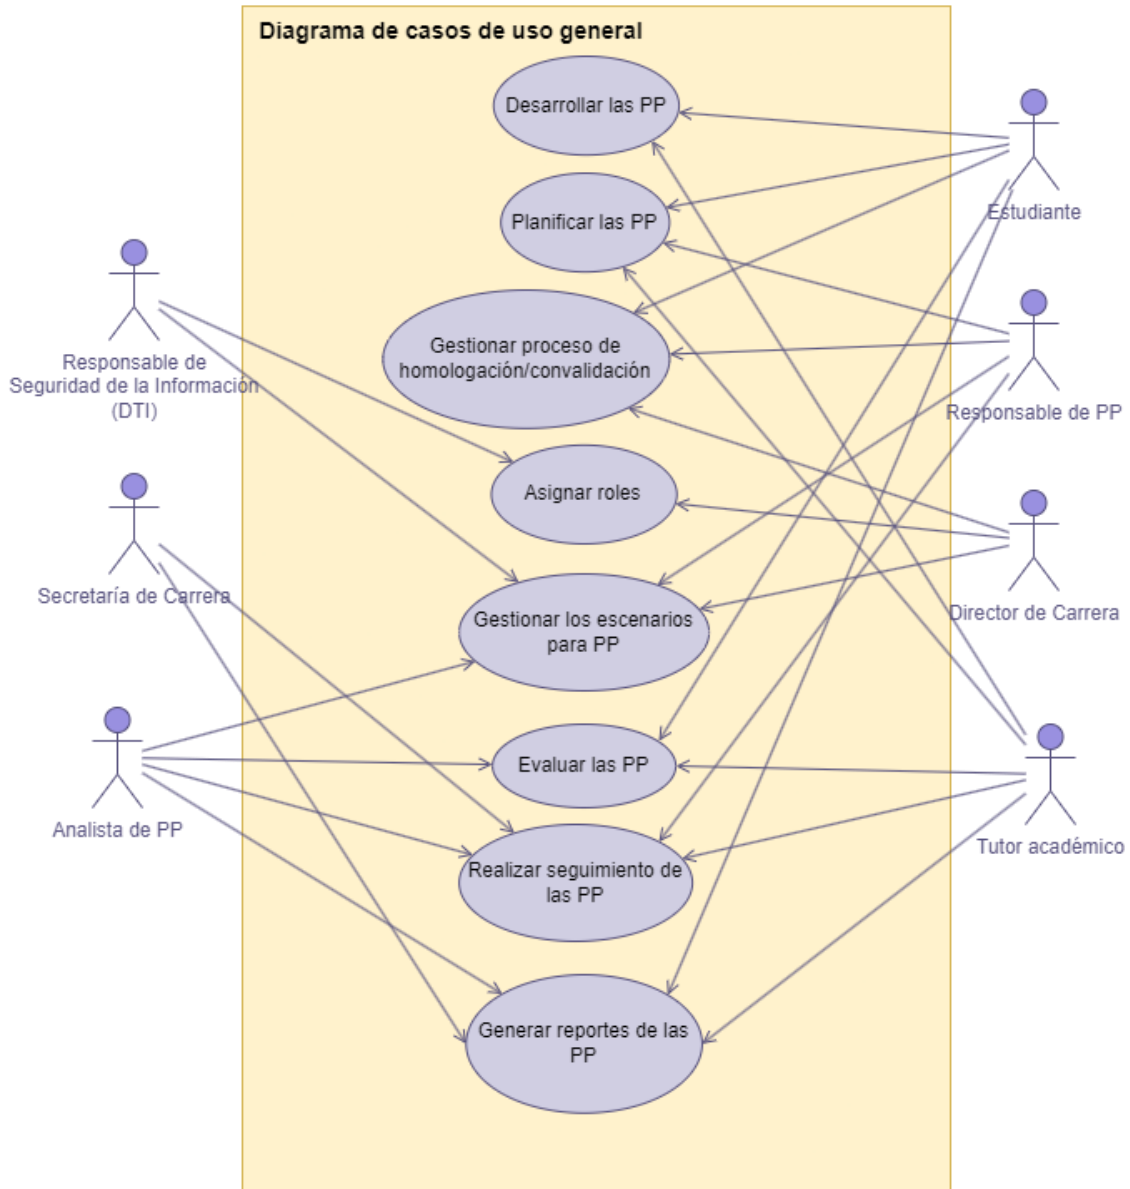 Diagrama de casos de uso general
Desarrollar las PP
Estudiante
Planificar las PP
Responsable de
Seguridad de la Información
(DTI)
Gestionar proceso de
homologación/convalidación
Responsable de PP
Asignar roles
Secretaría de Carrera
Director de Carrera
Gestionar los escenarios
para PP
Evaluar las PP
Analista de PP
Tutor académico
Realizar seguimiento de
las PP
Generar reportes de las
PP